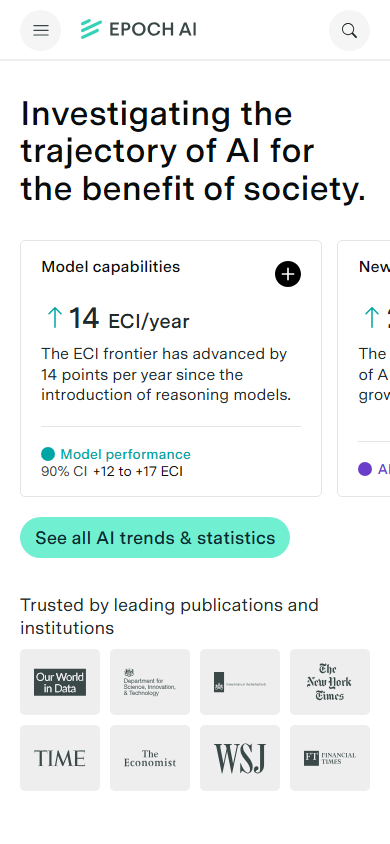 EPOCH AI
Investigating the
trajectory of AI for
the benefit of society.
Model capabilities
↑ 14 ECI/year
The ECI frontier has advanced by
14 points per year since the
introduction of reasoning models.
Model performance
90% CI +12 to +17 ECI
New
The
of A
grow
See all AI trends & statistics
Trusted by leading publications and
institutions
Our World
in Data
Department for
Science, Innovation,
& Technology
The
New York
Times
TIME
The
Economist
WSJ
FT FINANCIAL
TIMES